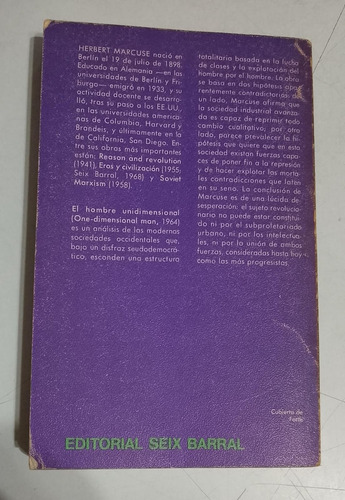 HERBERT MARCUSE nació en
Berlín el 19 de julio de 1898.
Educado en Alemania —en las
universidades de Berlín y Fri-
burgo— emigró en 1933, y su
actividad docente se desarro-
lló, tras su paso a los EE.UU.,
en las universidades america-
nas de Columbia, Harvard y
Brandeis, y últimamente en la
de California, San Diego. En-
tre sus obras más importantes
están: Reason and revolution
(1941), Eros y civilización (1955;
Seix Barral, 1968) y Soviet
Marxism (1958).
El hombre unidimensional
(One-dimensional man, 1964)
es un análisis de las modernas
sociedades occidentales que,
bajo un disfraz seudodemocrá-
tico, esconden una estructura
totalitaria basada en la lucha
de clases y la explotación del
hombre por el hombre. La obra
se basa en dos hipótesis apa-
rentemente contradictorias: de
un lado, Marcuse afirma que
la sociedad industrial avanza-
da es capaz de reprimir todo
cambio cualitativo; por otro
lado, parece prevalecer la hi-
pótesis que quiere que en esta
sociedad existan fuerzas capa-
ces de poner fin a la represión
y de hacer explotar las morta-
les contradicciones que laten
en su seno. La conclusión de
Marcuse es de una lúcida de-
sesperación: el sujeto revolucio-
nario no puede estar constitui-
do ni por el subproletariado
urbano, ni por los intelectua-
les, ni por la unión de ambas
fuerzas, consideradas hasta hoy
como las más progresistas.
Cubierta de
EDITORIAL SEIX BARRAL